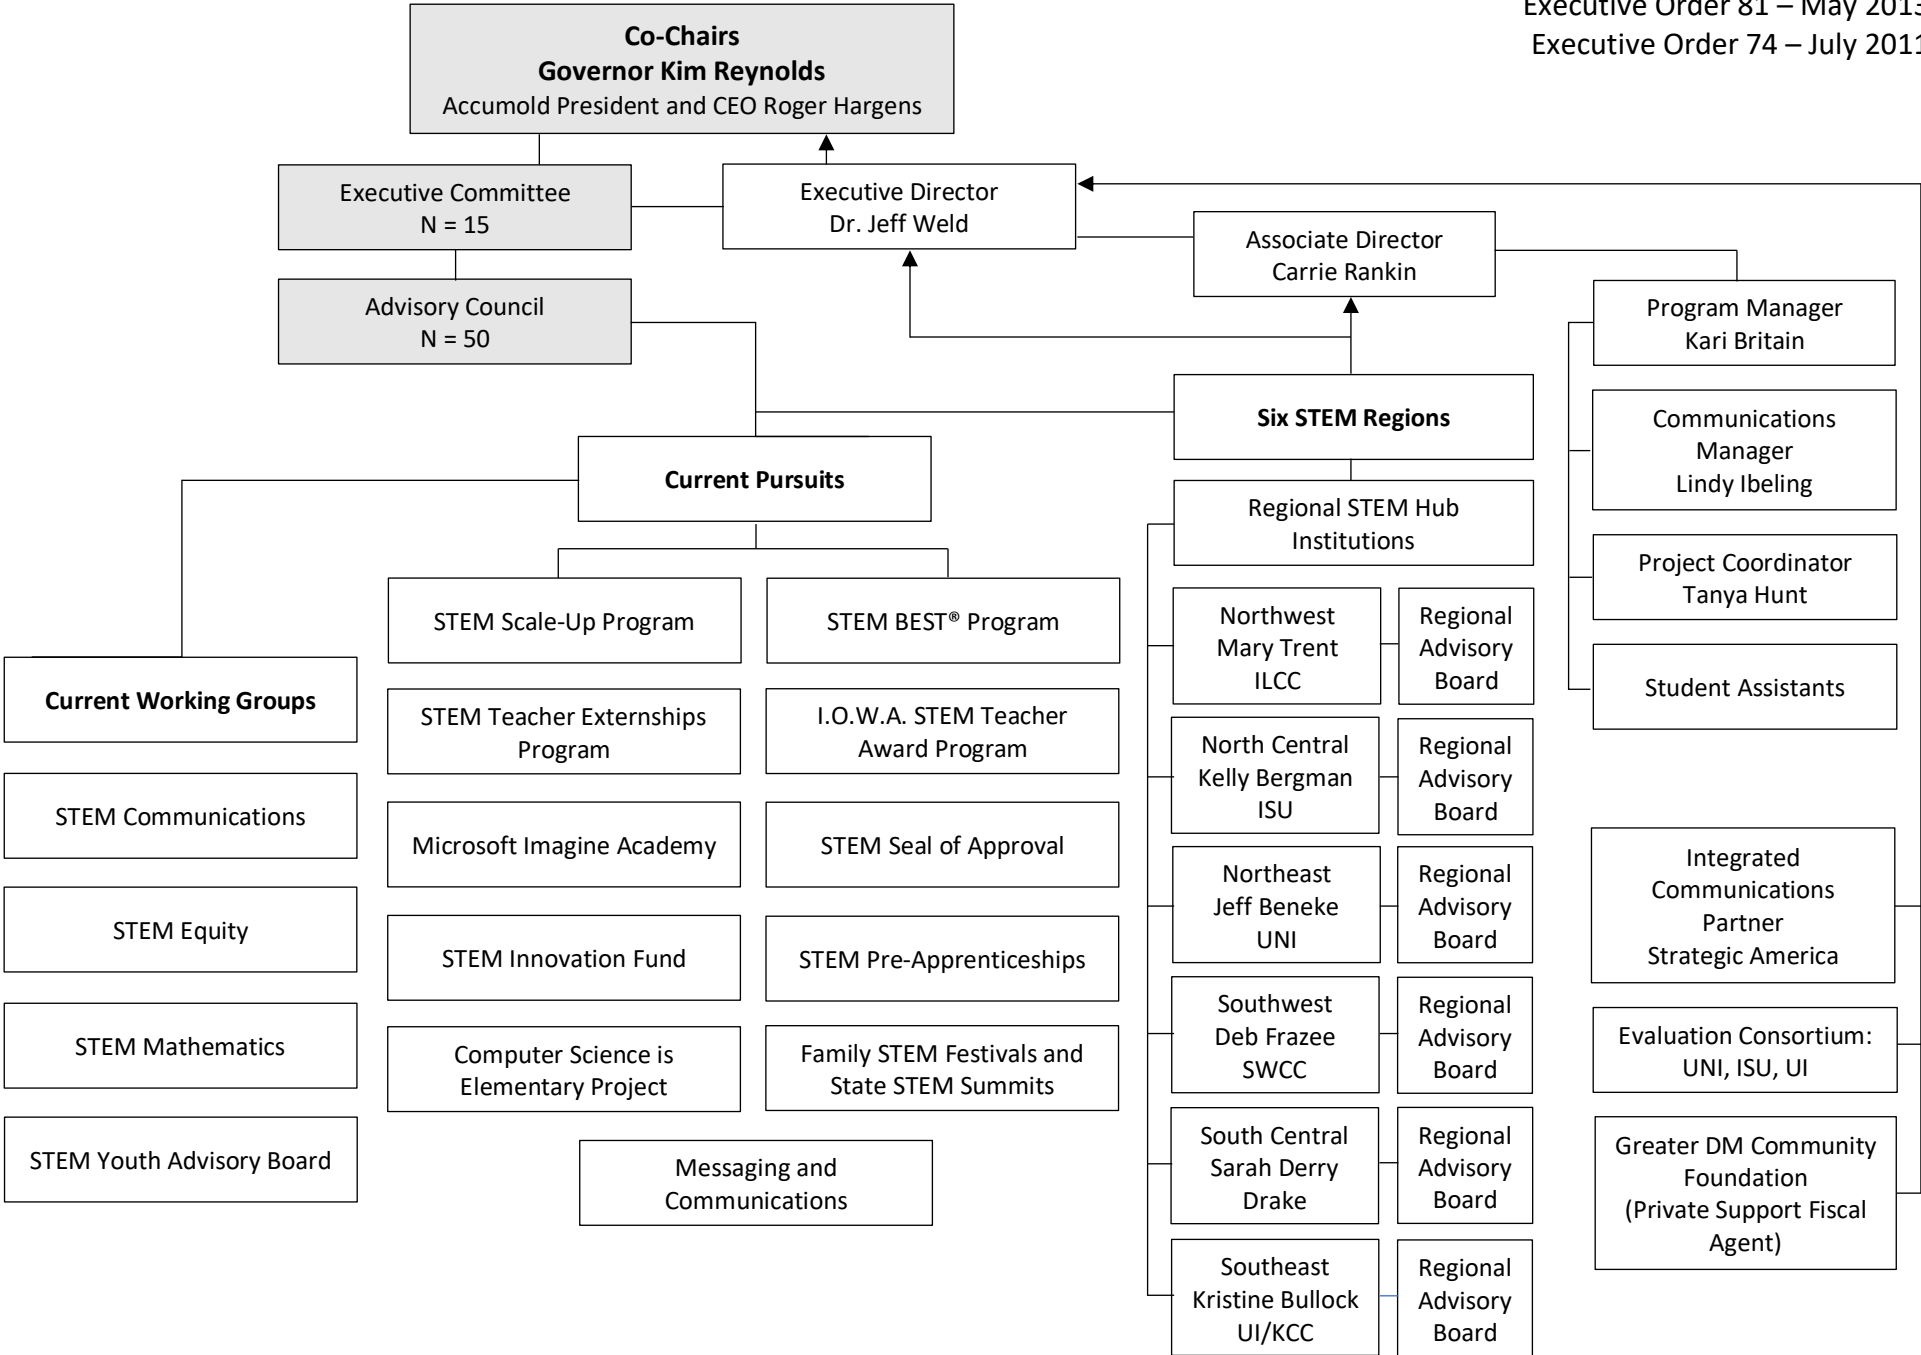 Executive Order 81 – May 2013
Executive Order 74 – July 2011
Co-Chairs
Governor Kim Reynolds
Accumold President and CEO Roger Hargens
Executive Committee
N = 15
Executive Director
Dr. Jeff Weld
Associate Director
Carrie Rankin
Advisory Council
N = 50
Program Manager
Kari Britain
Communications
Manager
Lindy Ibeling
Project Coordinator
Tanya Hunt
Student Assistants
Six STEM Regions
Current Pursuits
Regional STEM Hub
Institutions
STEM Scale-Up Program
STEM BEST® Program
STEM Teacher Externships
Program
I.O.W.A. STEM Teacher
Award Program
Microsoft Imagine Academy
STEM Seal of Approval
STEM Innovation Fund
STEM Pre-Apprenticeships
Computer Science is
Elementary Project
Family STEM Festivals and
State STEM Summits
Messaging and
Communications
Current Working Groups
STEM Communications
STEM Equity
STEM Mathematics
STEM Youth Advisory Board
Northwest
Mary Trent
ILCC
Regional
Advisory
Board
North Central
Kelly Bergman
ISU
Regional
Advisory
Board
Northeast
Jeff Beneke
UNI
Regional
Advisory
Board
Southwest
Deb Frazee
SWCC
Regional
Advisory
Board
South Central
Sarah Derry
Drake
Regional
Advisory
Board
Southeast
Kristine Bullock
UI/KCC
Regional
Advisory
Board
Integrated
Communications
Partner
Strategic America
Evaluation Consortium:
UNI, ISU, UI
Greater DM Community
Foundation
(Private Support Fiscal
Agent)